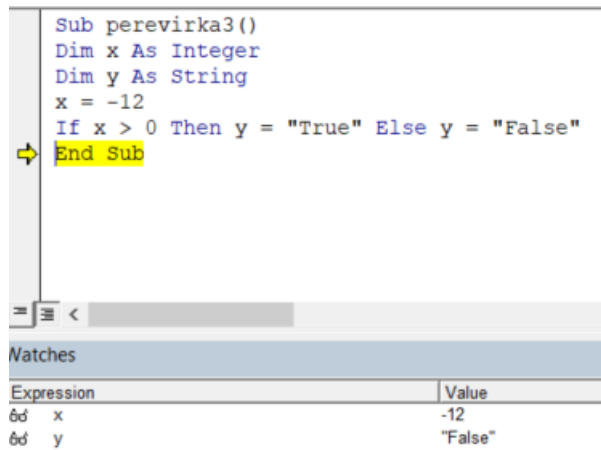 Sub perevirka3()
Dim x As Integer
Dim y As String
x = -12
If x > 0 Then y = "True" Else y = "False"
End Sub
Watches
Expression Value
x -12
y "False"